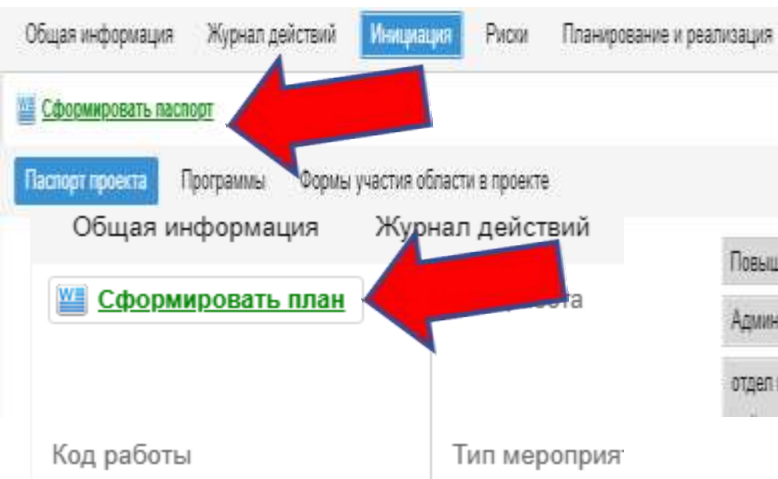 Общая информация Журнал действий Инициация Риски Планирование и реализация
Сформировать паспорт
Паспорт проекта Программы Формы участия области в проекте
Общая информация Журнал действий
Повыш
Сформировать план
Админ
отдел
Код работы Тип мероприят